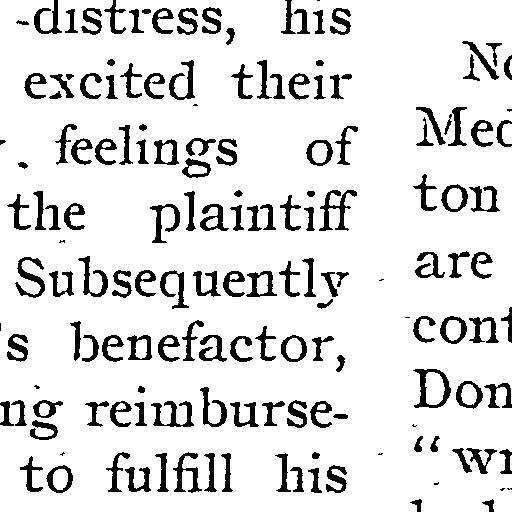 -distress, his
excited their
feelings of
the plaintiff
Subsequently
's benefactor,
ng reimburse-
to fulfill his
No
Med
ton
are
cont
Don
“wr